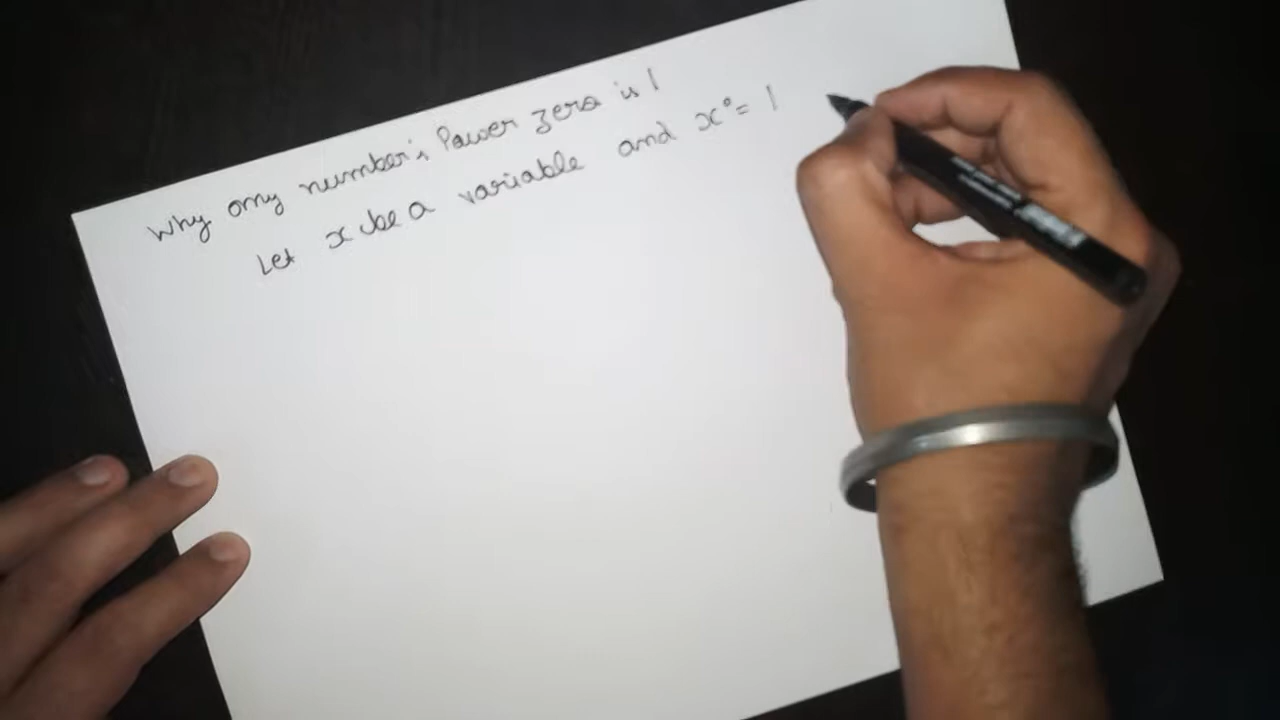 Why any number's Power zero is 1
Let x be a variable and x° = 1